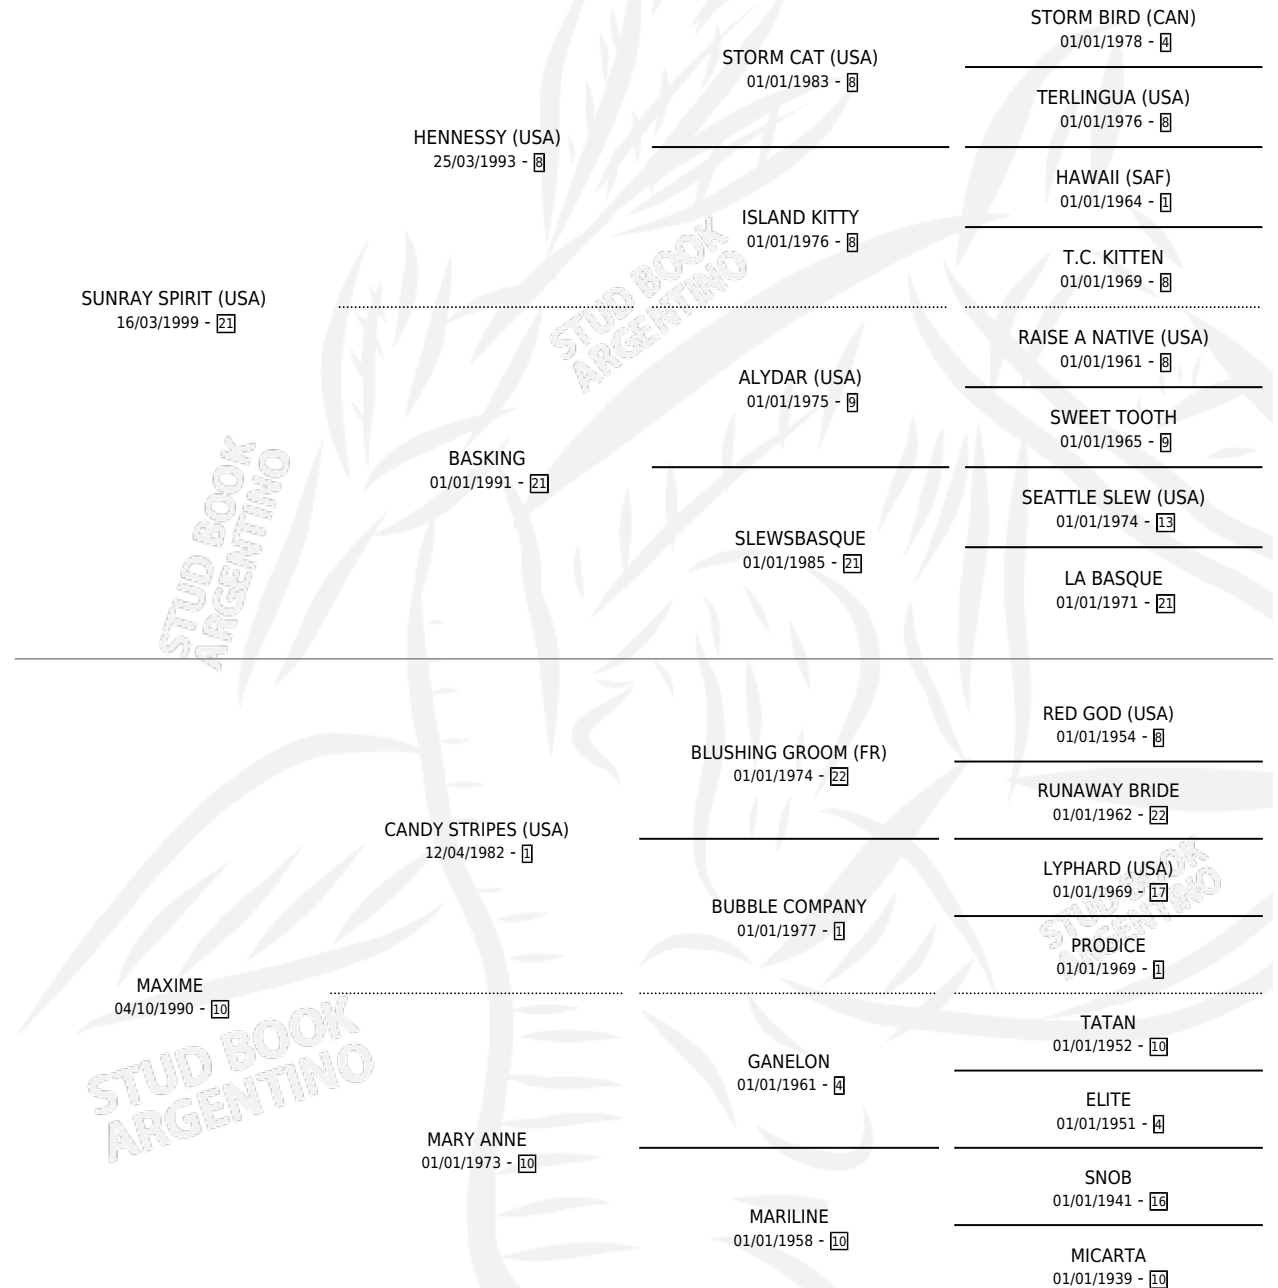 STORM BIRD (CAN)
01/01/1978 - 4
STORM CAT (USA)
01/01/1983 - 8
TERLINGUA (USA)
01/01/1976 - 8
HENNESSY (USA)
25/03/1993 - 8
HAWAII (SAF)
01/01/1964 - 1
ISLAND KITTY
01/01/1976 - 8
T.C. KITTEN
01/01/1969 - 8
SUNRAY SPIRIT (USA)
16/03/1999 - 21
STUD BOOK
ARGENTINO
RAISE A NATIVE (USA)
01/01/1961 - 8
ALYDAR (USA)
01/01/1975 - 9
SWEET TOOTH
01/01/1965 - 9
BASKING
01/01/1991 - 21
SEATTLE SLEW (USA)
01/01/1974 - 13
SLEWSBASQUE
01/01/1985 - 21
LA BASQUE
01/01/1971 - 21
STUD BOOK
ARGENTINO
RED GOD (USA)
01/01/1954 - 8
BLUSHING GROOM (FR)
01/01/1974 - 22
RUNAWAY BRIDE
01/01/1962 - 22
CANDY STRIPES (USA)
12/04/1982 - 1
LYPHARD (USA)
01/01/1969 - 17
BUBBLE COMPANY
01/01/1977 - 1
STUD BOOK
ARGENTINO
PRODICE
01/01/1969 - 1
MAXIME
04/10/1990 - 10
STUD BOOK
ARGENTINO
TATAN
01/01/1952 - 10
GANELON
01/01/1961 - 4
ELITE
01/01/1951 - 4
MARY ANNE
01/01/1973 - 10
SNOB
01/01/1941 - 16
MARILINE
01/01/1958 - 10
MICARTA
01/01/1939 - 10